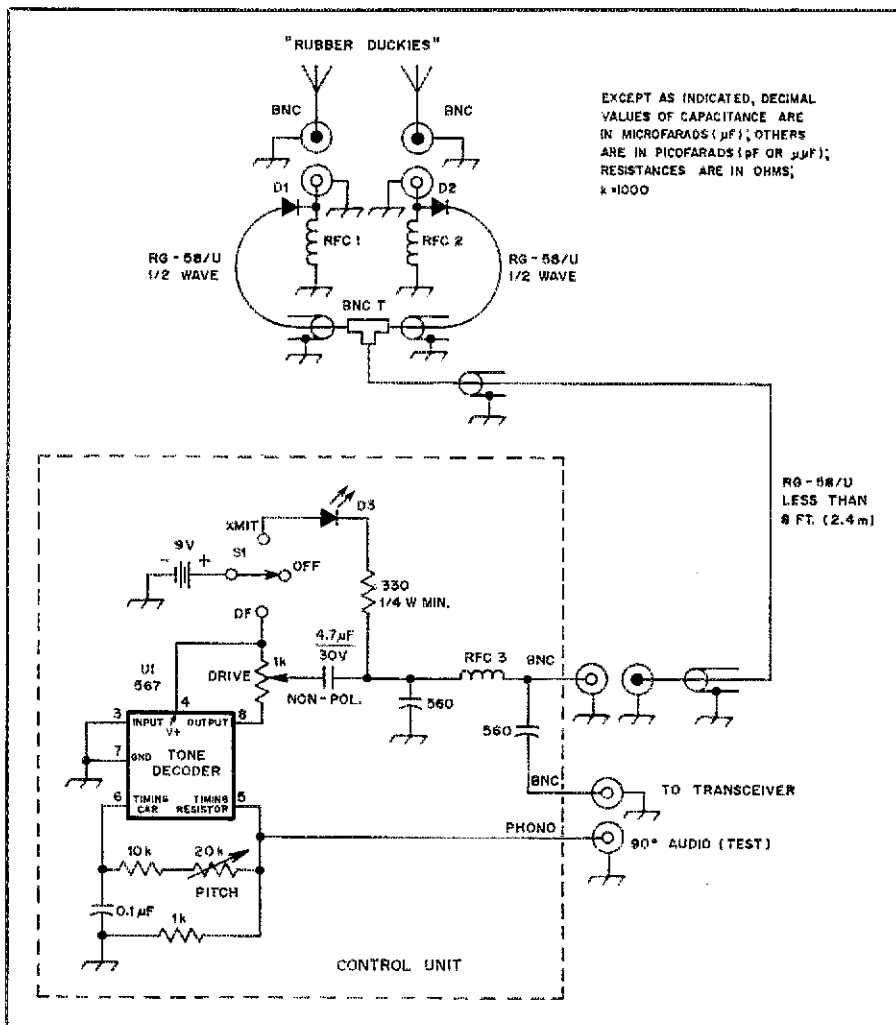 "RUBBER DUCKIES"
BNC
BNC
EXCEPT AS INDICATED, DECIMAL
VALUES OF CAPACITANCE ARE
IN MICROFARADS (µF); OTHERS
ARE IN PICOFARADS (pF OR µµF);
RESISTANCES ARE IN OHMS;
k=1000
D1
D2
RFC 1
RFC 2
RG-58/U
1/2 WAVE
RG-58/U
1/2 WAVE
BNC T
RG-58/U
LESS THAN
8 FT. (2.4m)
D3
XMIT
9V
- +
S1
OFF
330
1/4 W MIN.
DF
4.7µF
30V
NON-POL.
1k
DRIVE
RFC 3
BNC
560
560
U1
567
4
3
INPUT
OUTPUT
8
V+
7
GND
TONE
DECODER
6
TIMING
CAR
TIMING
RESISTOR
5
BNC
TO TRANSCEIVER
PHONO
90° AUDIO (TEST)
10k
20k
PITCH
0.1µF
1k
CONTROL UNIT